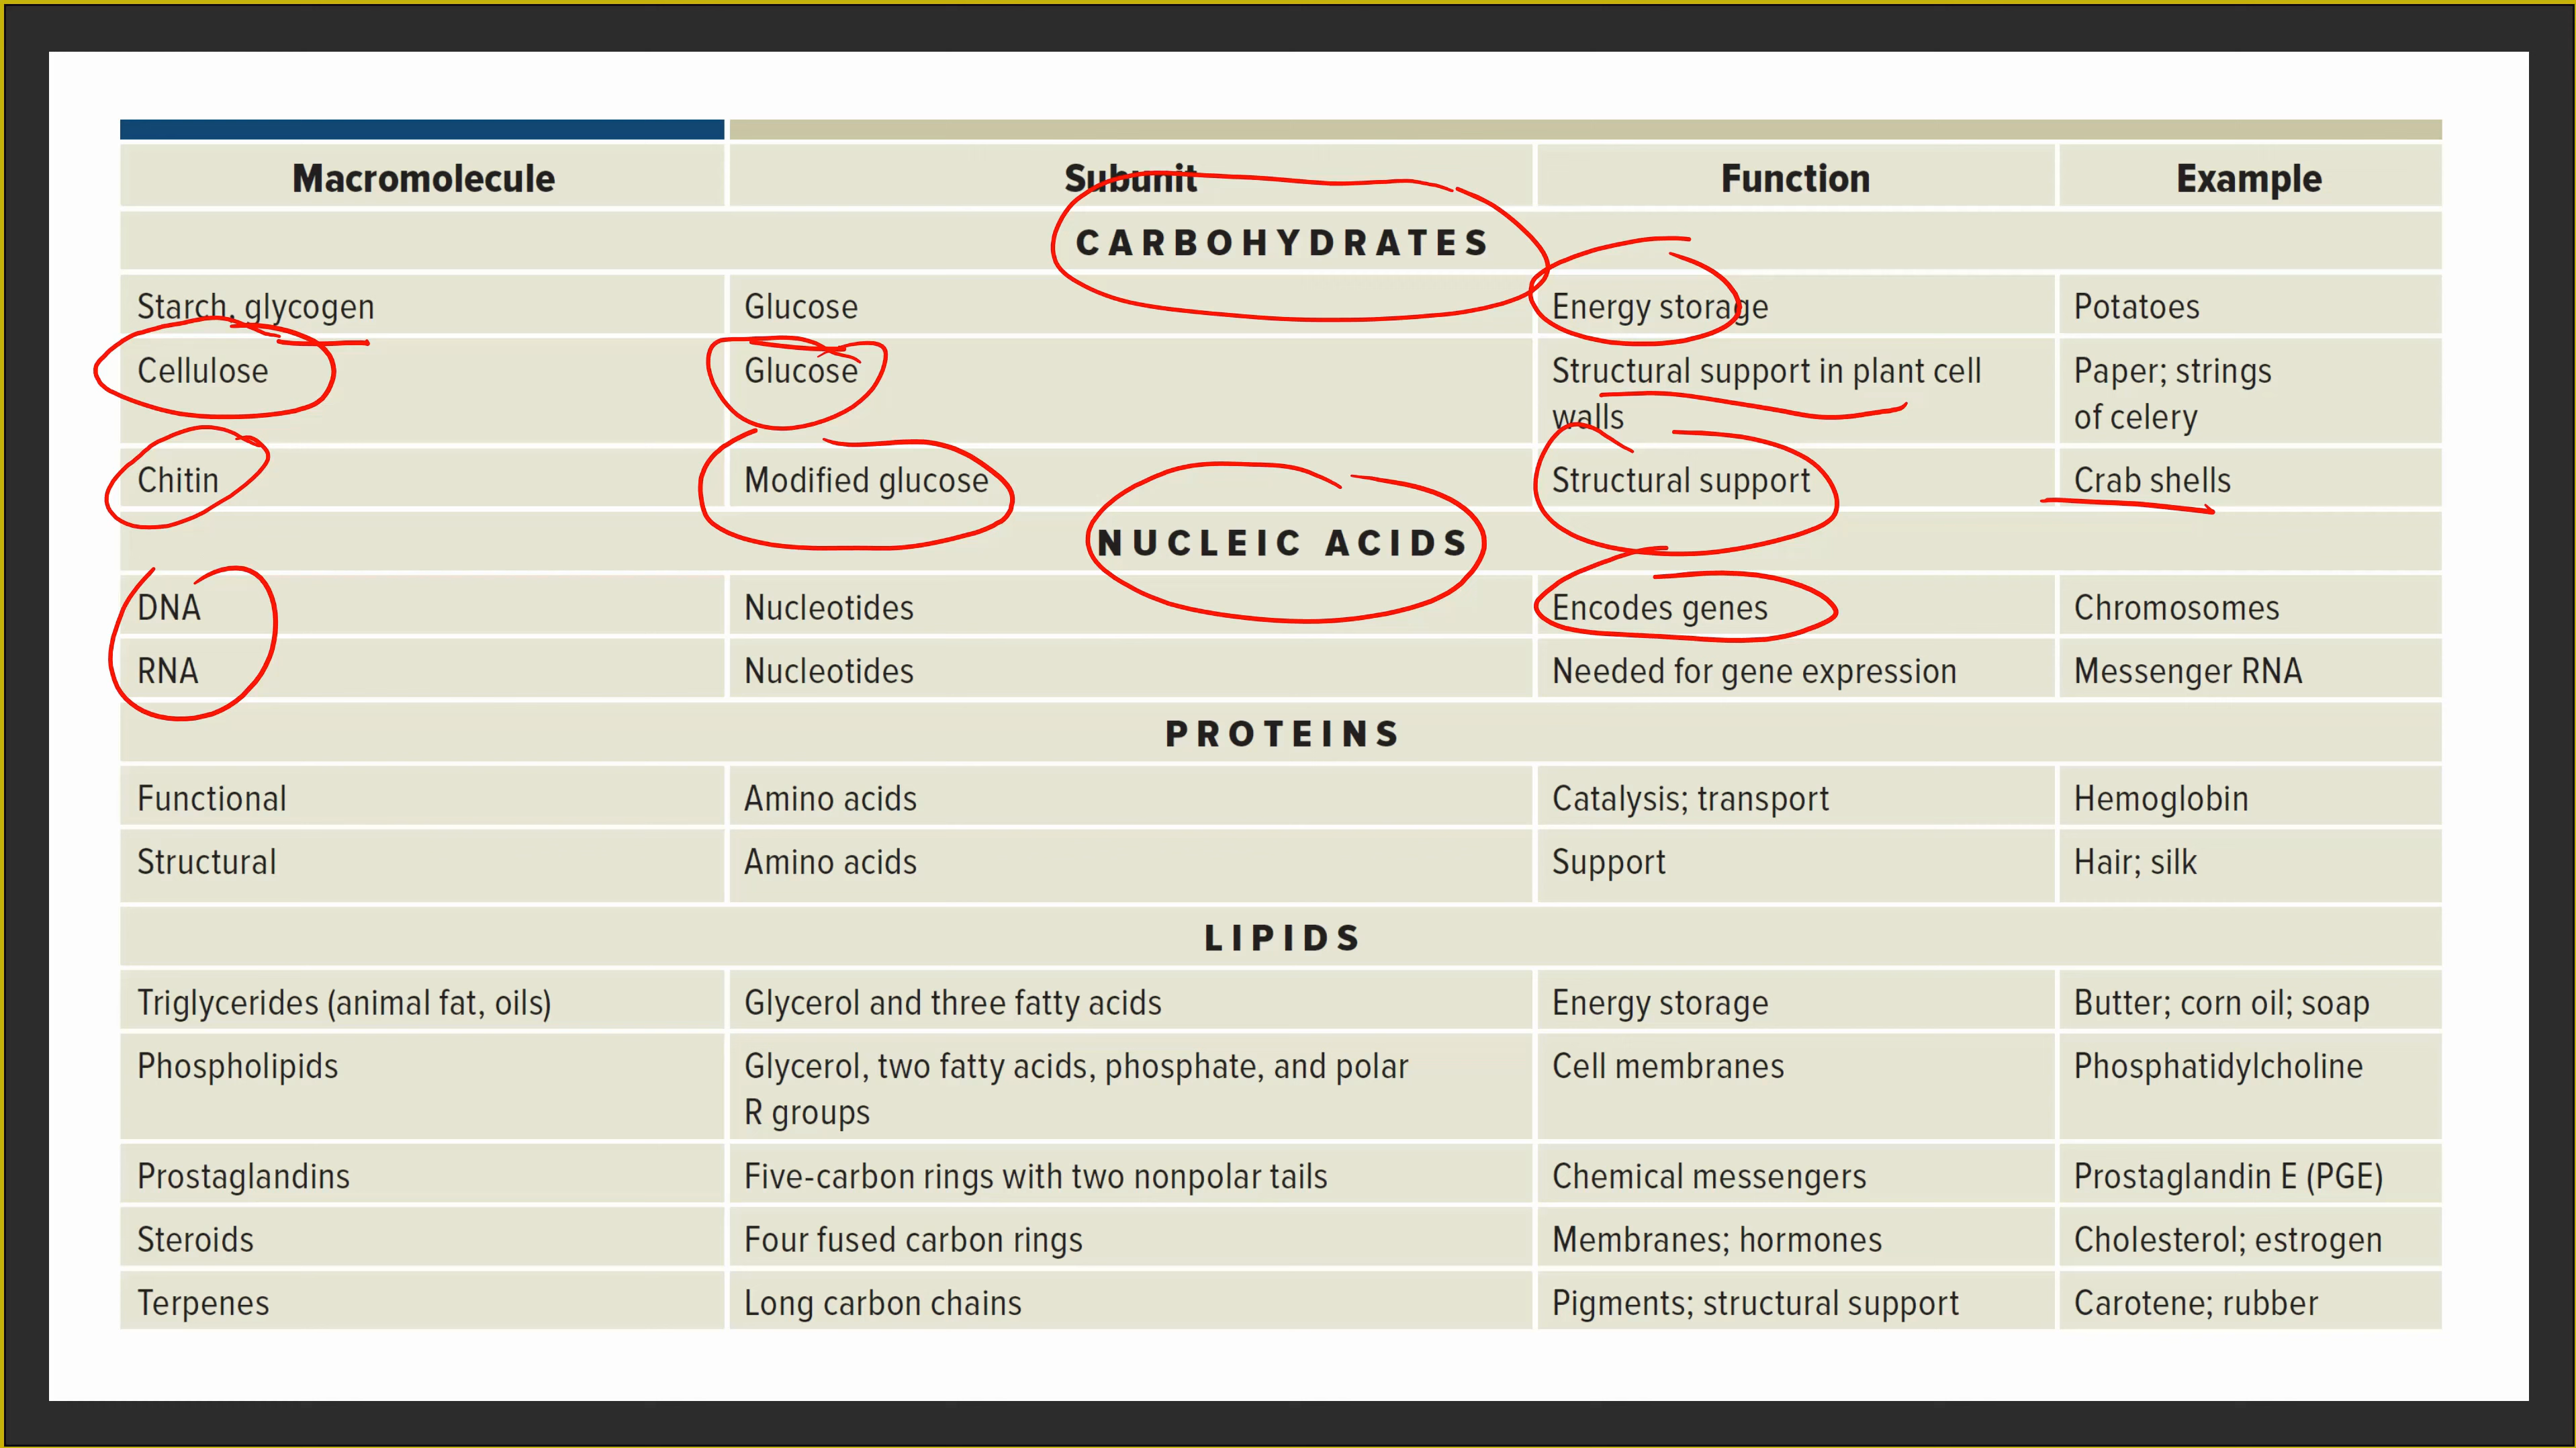 Macromolecule Subunit Function Example
CARBOHYDRATES
Starch, glycogen Glucose Energy storage Potatoes
Cellulose Glucose Structural support in plant cell Paper; strings
walls of celery
Chitin Modified glucose Structural support Crab shells
NUCLEIC ACIDS
DNA Nucleotides Encodes genes Chromosomes
RNA Nucleotides Needed for gene expression Messenger RNA
PROTEINS
Functional Amino acids Catalysis; transport Hemoglobin
Structural Amino acids Support Hair; silk
LIPIDS
Triglycerides (animal fat, oils) Glycerol and three fatty acids Energy storage Butter; corn oil; soap
Phospholipids Glycerol, two fatty acids, phosphate, and polar Cell membranes Phosphatidylcholine
R groups
Prostaglandins Five-carbon rings with two nonpolar tails Chemical messengers Prostaglandin E (PGE)
Steroids Four fused carbon rings Membranes; hormones Cholesterol; estrogen
Terpenes Long carbon chains Pigments; structural support Carotene; rubber